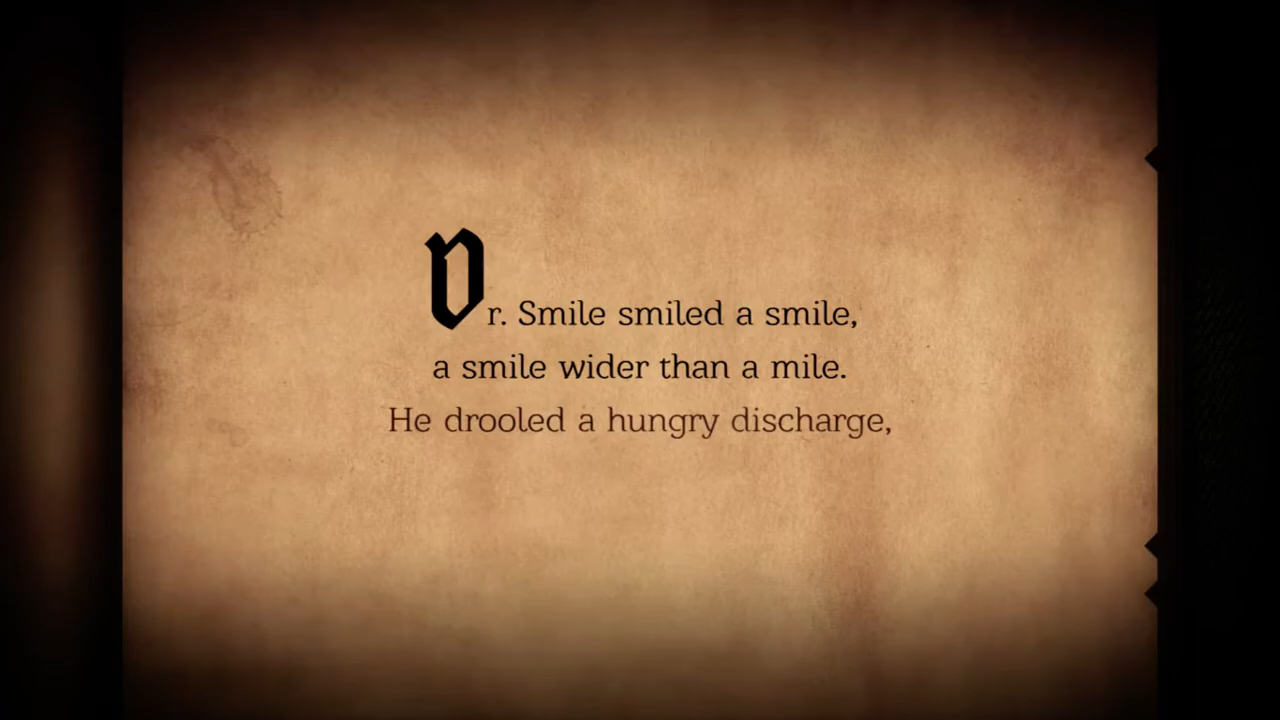 Dr. Smile smiled a smile,
a smile wider than a mile.
He drooled a hungry discharge,